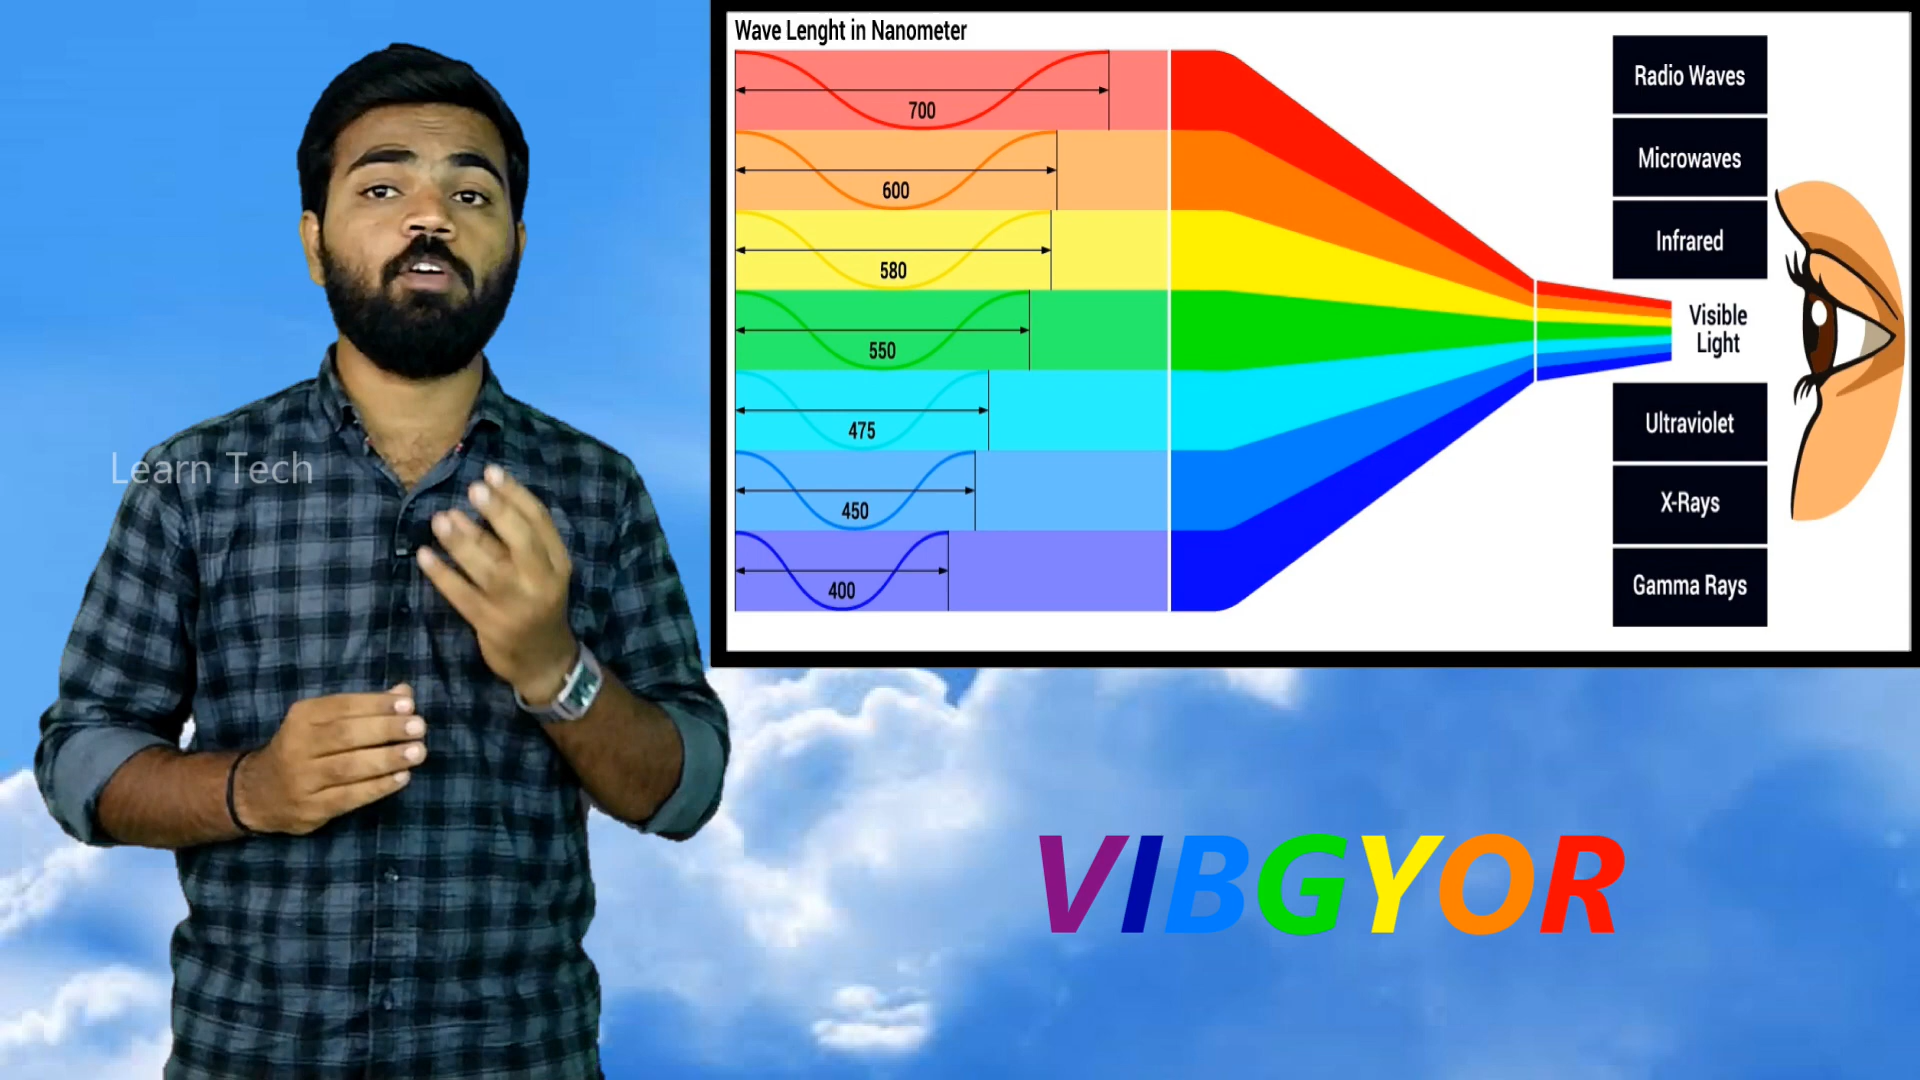 Wave Lenght in Nanometer
700
600
580
550
475
450
400
Radio Waves
Microwaves
Infrared
Visible
Light
Ultraviolet
X-Rays
Gamma Rays
Learn Tech
VIBGYOR